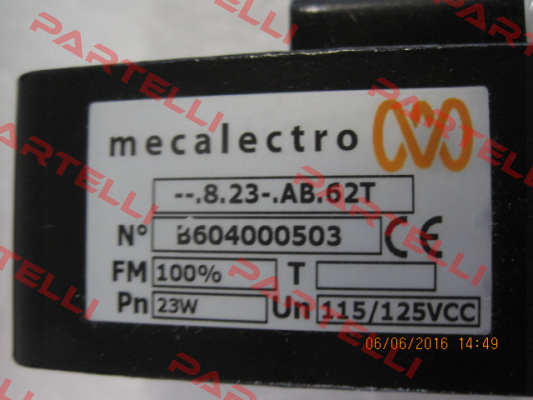 mecalectro
--.8.23-.AB.62T
N° B604000503 CE
FM 100% T
Pn 23W Un 115/125VCC
06/06/2016 14:49
PARTELLI
PARTELLI
PARTELLI
PARTELLI
PARTELLI
PARTELLI